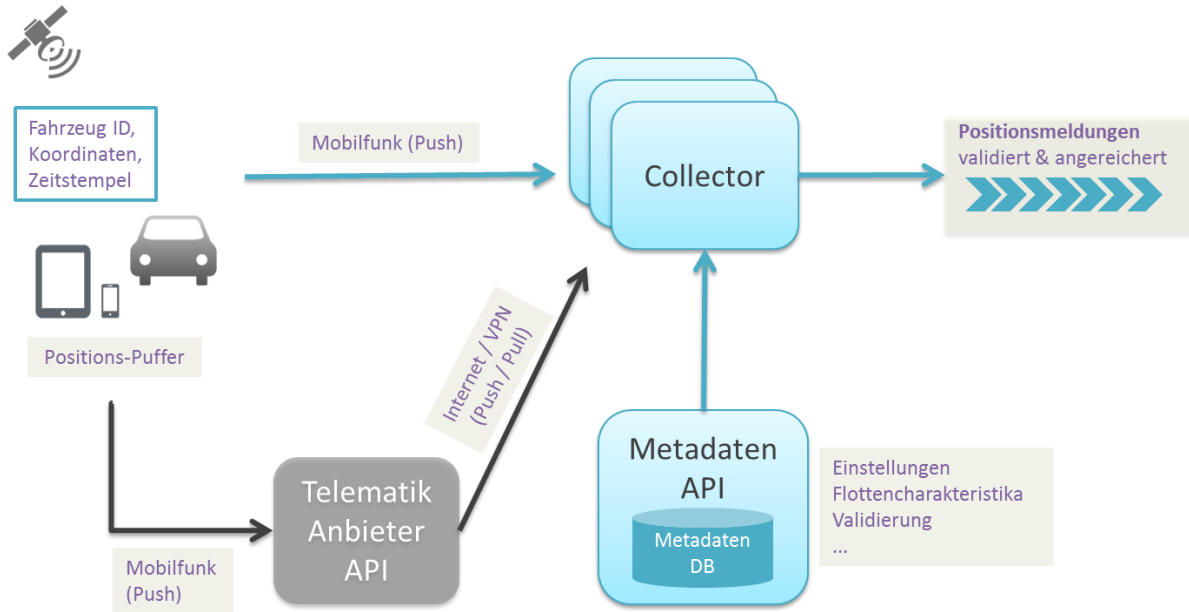 Fahrzeug ID,
Koordinaten,
Zeitstempel
Mobilfunk (Push)
Collector
Positionsmeldungen
validiert & angereichert
Positions-Puffer
Internet / VPN
(Push / Pull)
Mobilfunk
(Push)
Telematik
Anbieter
API
Metadaten
API
Metadaten
DB
Einstellungen
Flottencharakteristika
Validierung
...